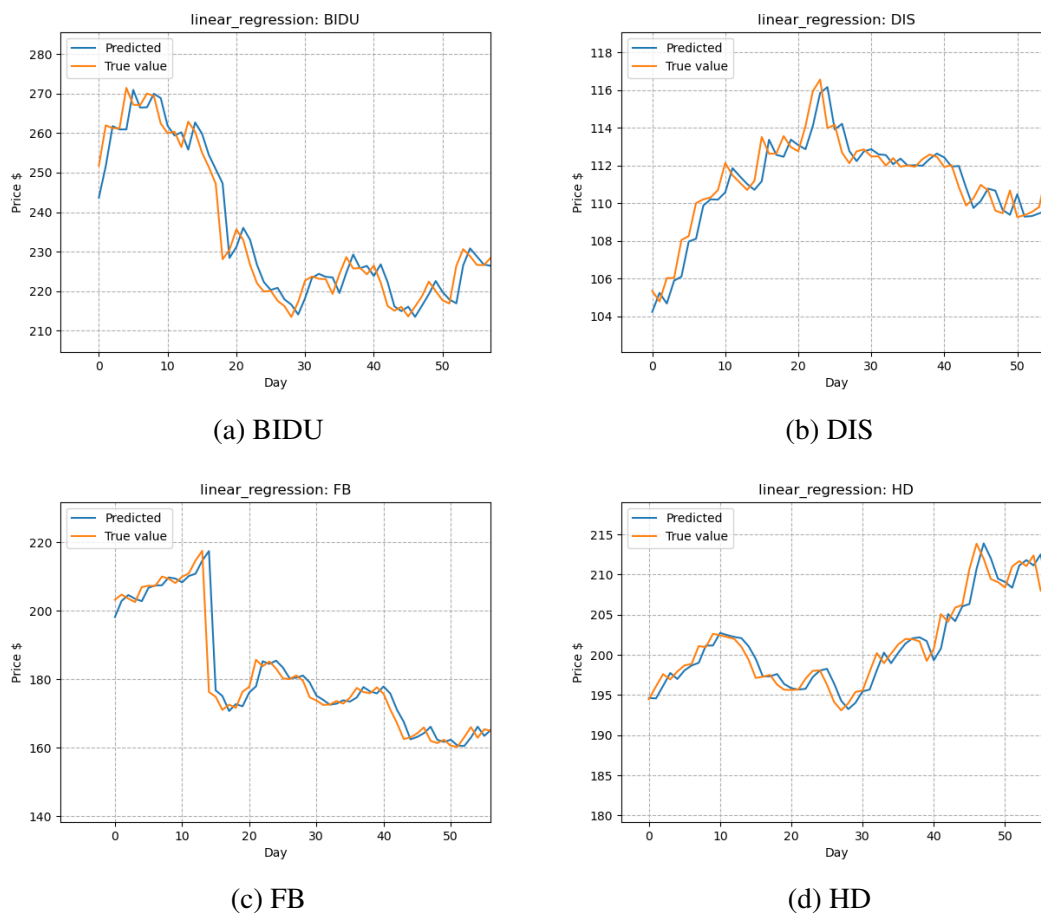 linear_regression: BIDU
Predicted
True value
280
270
260
250
240
230
220
210
Price $
0 10 20 30 40 50
Day
(a) BIDU
linear_regression: DIS
Predicted
True value
118
116
114
112
110
108
106
104
Price $
0 10 20 30 40 50
Day
(b) DIS
linear_regression: FB
Predicted
True value
220
200
180
160
140
Price $
0 10 20 30 40 50
Day
(c) FB
linear_regression: HD
Predicted
True value
215
210
205
200
195
190
185
180
Price $
0 10 20 30 40 50
Day
(d) HD